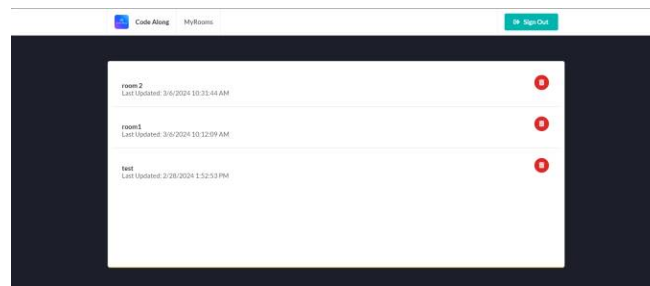 Code Along MyRooms Sign Out
room 2
Last Updated: 3/6/2024 10:31:44 AM
room1
Last Updated: 3/6/2024 10:12:09 AM
test
Last Updated: 2/28/2024 1:52:53 PM